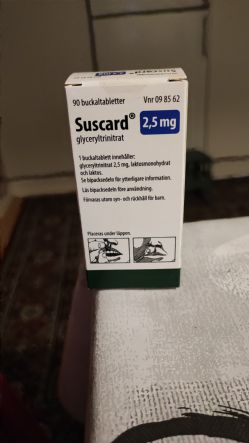 90 buckaltabletter Vnr 09 85 62
Suscard® 2,5 mg
glyceryltrinitrat
1 buckaltablett innehåller:
glyceryltrinitrat 2,5 mg, laktosmonohydrat
och laktos.
Se bipacksedeln för ytterligare information.
Läs bipacksedeln före användning.
Förvaras utom syn- och räckhåll för barn.
Placeras under läppen.